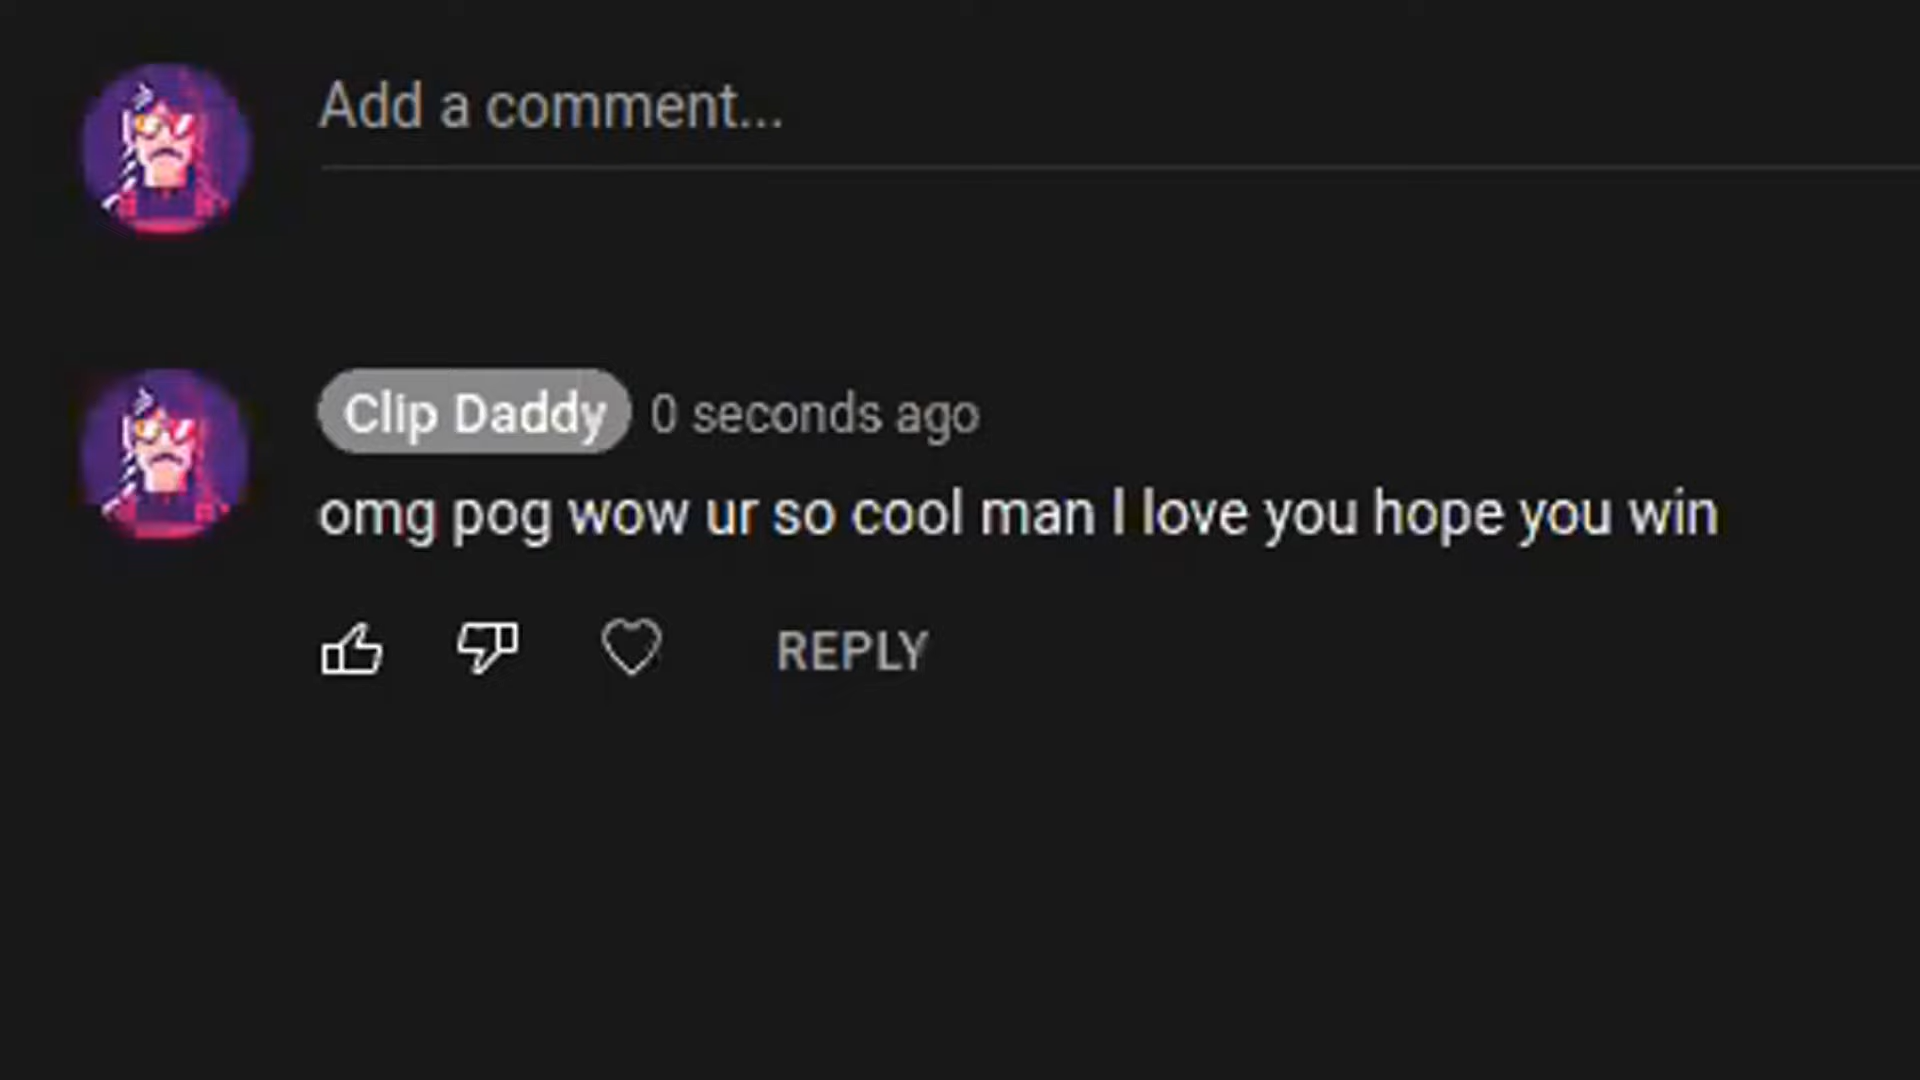 Add a comment...
Clip Daddy 0 seconds ago
omg pog wow ur so cool man I love you hope you win
REPLY